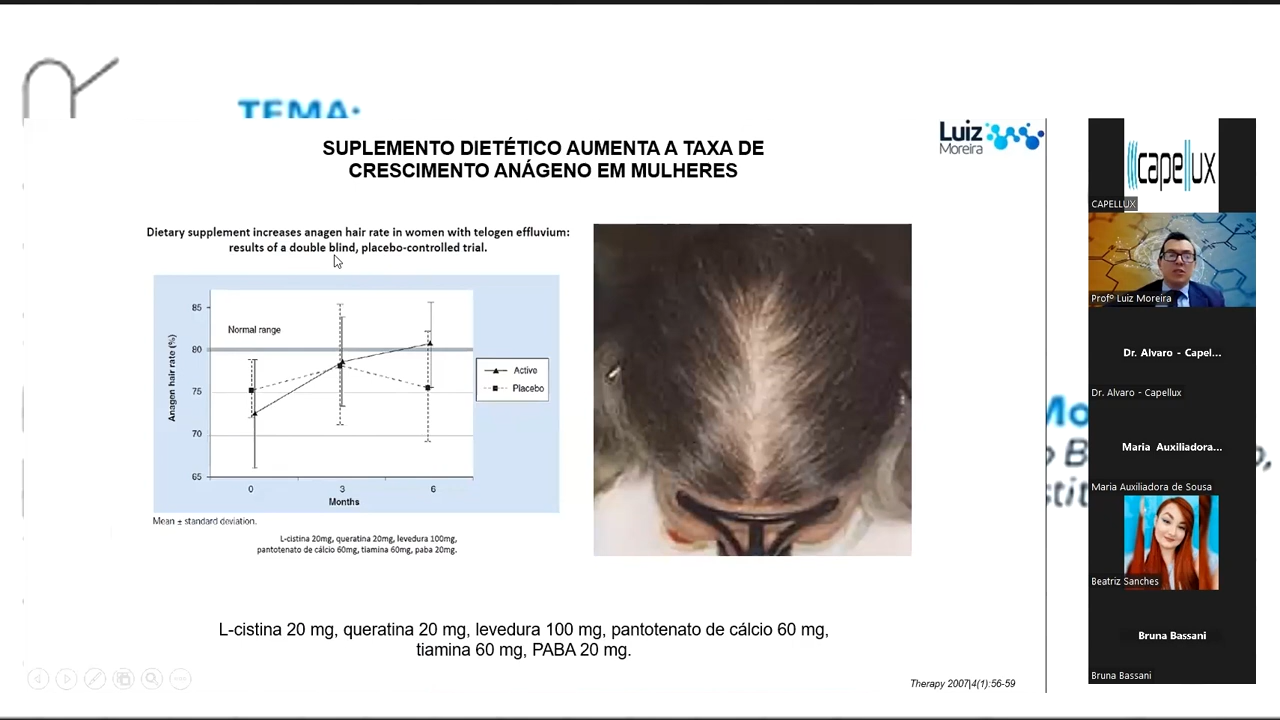 TEMA:
SUPLEMENTO DIETÉTICO AUMENTA A TAXA DE
CRESCIMENTO ANÁGENO EM MULHERES
Luiz
Moreira
Dietary supplement increases anagen hair rate in women with telogen effluvium:
results of a double blind, placebo-controlled trial.
Anagen hair rate (%)
85
80
75
70
65
Normal range
Active
Placebo
0
3
6
Months
Mean ± standard deviation.
L-cistina 20mg, queratina 20mg, levedura 100mg,
pantotenato de cálcio 60mg, tiamina 60mg, paba 20mg.
L-cistina 20 mg, queratina 20 mg, levedura 100 mg, pantotenato de cálcio 60 mg,
tiamina 60 mg, PABA 20 mg.
Therapy 2007|4(1):56-59
capellux
CAPELLUX
Profº Luiz Moreira
Dr. Alvaro - Capel...
Dr. Alvaro - Capellux
Maria Auxiliadora...
Maria Auxiliadora de Sousa
Beatriz Sanches
Bruna Bassani
Bruna Bassani